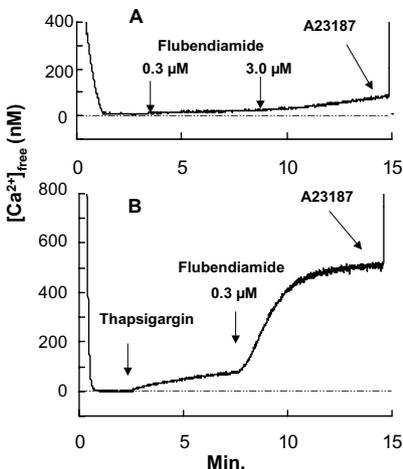 [Ca²⁺]free (nM)
A
400
A23187
Flubendiamide
0.3 µM 3.0 µM
200
0
0 5 10 15
800
B
A23187
600
Flubendiamide
0.3 µM
400
Thapsigargin
200
0
0 5 10 15
Min.